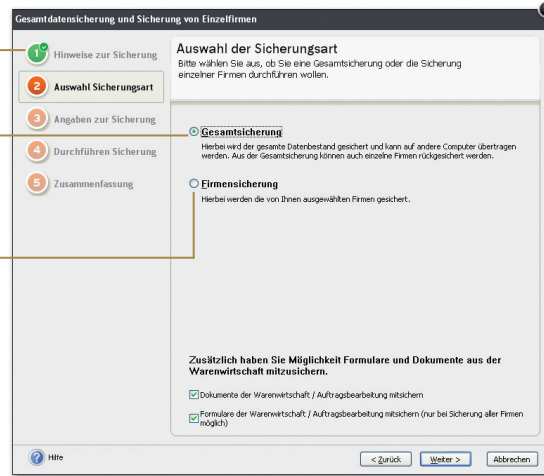 Gesamtdatensicherung und Sicherung von Einzelfirmen
1
Hinweise zur Sicherung
2
Auswahl Sicherungsart
3
Angaben zur Sicherung
4
Durchführen Sicherung
5
Zusammenfassung
Auswahl der Sicherungsart
Bitte wählen Sie aus, ob Sie eine Gesamtsicherung oder die Sicherung
einzelner Firmen durchführen wollen.
Gesamtsicherung
Hierbei wird der gesamte Datenbestand gesichert und kann auf andere Computer übertragen
werden. Aus der Gesamtsicherung können auch einzelne Firmen rückgesichert werden.
Firmensicherung
Hierbei werden die von Ihnen ausgewählten Firmen gesichert.
Zusätzlich haben Sie Möglichkeit Formulare und Dokumente aus der
Warenwirtschaft mitzusichern.
Dokumente der Warenwirtschaft / Auftragsbearbeitung mitsichern
Formulare der Warenwirtschaft / Auftragsbearbeitung mitsichern (nur bei Sicherung aller Firmen
möglich)
? Hilfe
< Zurück
Weiter >
Abbrechen